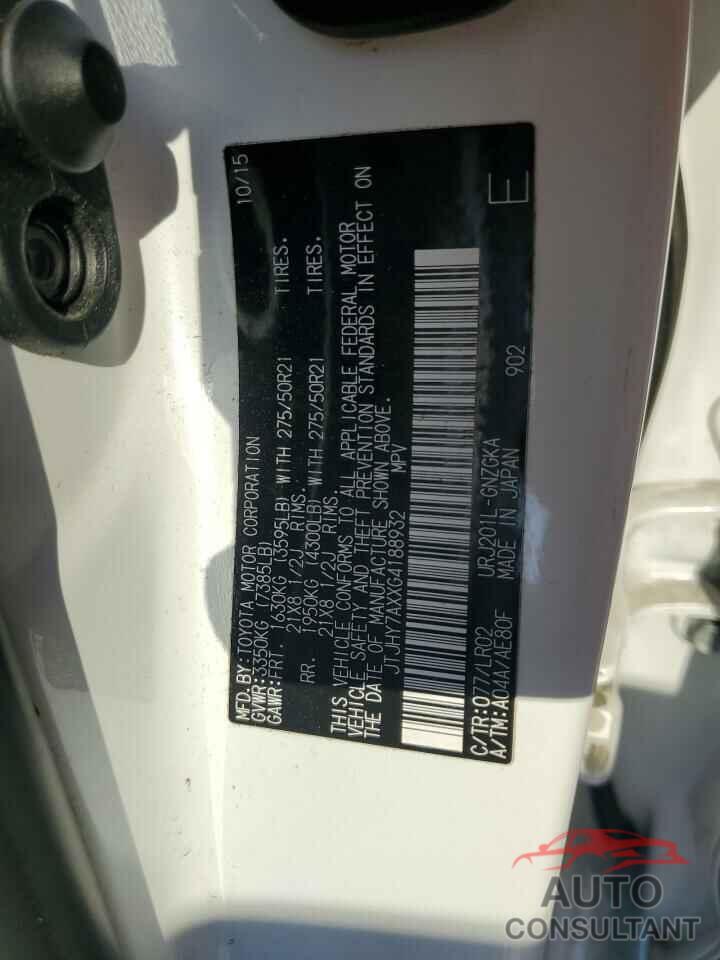 MFD. BY: TOYOTA MOTOR CORPORATION 10/15
GVWR: 3350KG (7385LB)
GAWR: FRT. 1630KG (3595LB) WITH 275/50R21 TIRES.
21X8 1/2J RIMS.
RR. 1950KG (4300LB) WITH 275/50R21 TIRES.
21X8 1/2J RIMS.
THIS VEHICLE CONFORMS TO ALL APPLICABLE FEDERAL MOTOR
VEHICLE SAFETY AND THEFT PREVENTION STANDARDS IN EFFECT ON
THE DATE OF MANUFACTURE SHOWN ABOVE.
JTJHY7AXXG4188932 MPV
C/TR: 077/LR02 URJ201L-GNZGKA E
A/TM: A04A/AE80F MADE IN JAPAN 902
AUTO
CONSULTANT